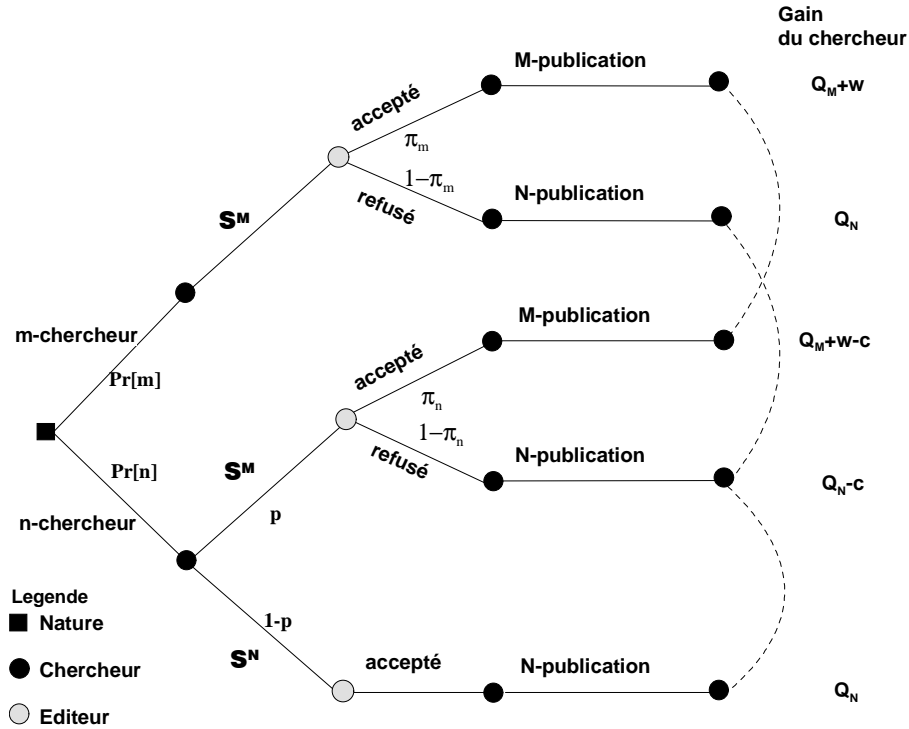 Gain
du chercheur
M-publication
Q_M+w
accepté
π_m
1−π_m
refusé
N-publication
Q_N
S^M
m-chercheur
Pr[m]
M-publication
Q_M+w-c
accepté
π_n
1−π_n
refusé
N-publication
Q_N-c
Pr[n]
S^M
n-chercheur
p
Legende
Nature
Chercheur
Editeur
1-p
S^N
accepté
N-publication
Q_N